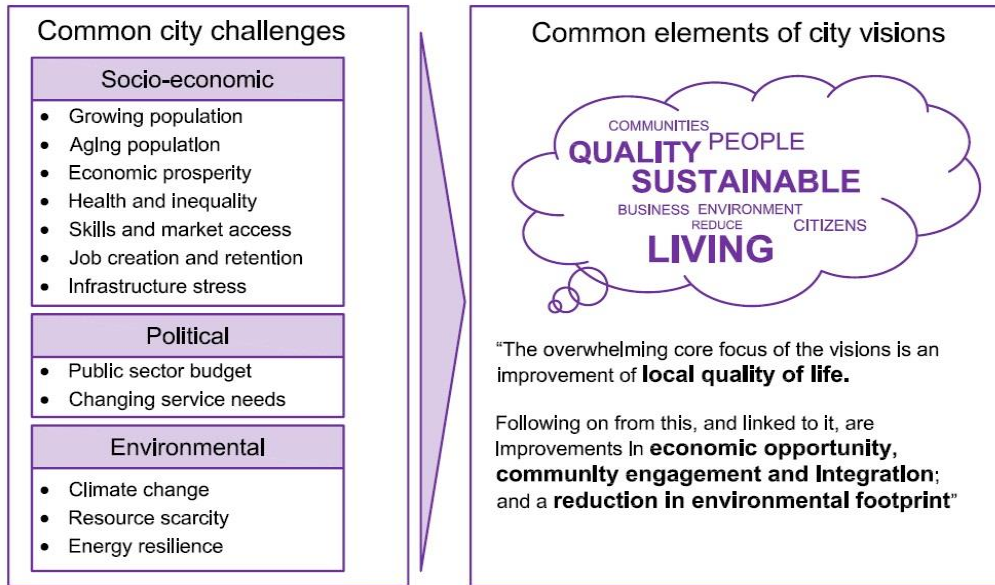 Common city challenges
Socio-economic
• Growing population
• Aging population
• Economic prosperity
• Health and inequality
• Skills and market access
• Job creation and retention
• Infrastructure stress
Political
• Public sector budget
• Changing service needs
Environmental
• Climate change
• Resource scarcity
• Energy resilience
Common elements of city visions
COMMUNITIES
QUALITY PEOPLE
SUSTAINABLE
BUSINESS ENVIRONMENT
REDUCE CITIZENS
LIVING
“The overwhelming core focus of the visions is an
improvement of local quality of life.
Following on from this, and linked to it, are
Improvements In economic opportunity,
community engagement and Integration;
and a reduction in environmental footprint”